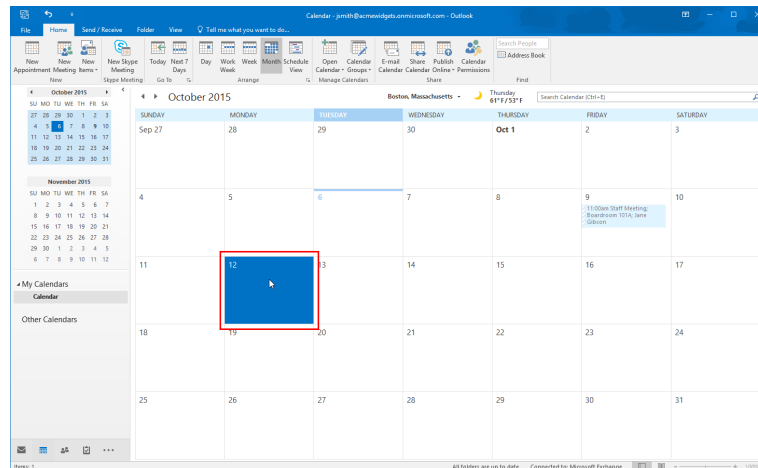 Calendar - jsmith@acmewidgets.onmicrosoft.com - Outlook
File Home Send / Receive Folder View Tell me what you want to do...
New Appointment
New Meeting
New Items
New Skype Meeting
Today
Next 7 Days
Day
Work Week
Week
Month
Schedule View
Open Calendar
Calendar Groups
E-mail Calendar
Share Calendar
Publish Online
Calendar Permissions
Search People
Address Book
New Skype Meeting Go To Arrange Manage Calendars Share Find
October 2015
SU MO TU WE TH FR SA
27 28 29 30 1 2 3
4 5 6 7 8 9 10
11 12 13 14 15 16 17
18 19 20 21 22 23 24
25 26 27 28 29 30 31
November 2015
SU MO TU WE TH FR SA
1 2 3 4 5 6 7
8 9 10 11 12 13 14
15 16 17 18 19 20 21
22 23 24 25 26 27 28
29 30 1 2 3 4 5
6 7 8 9 10 11 12
My Calendars
Calendar
Other Calendars
October 2015
Boston, Massachusetts
Thursday
61°F/53°F
Search Calendar (Ctrl+E)
SUNDAY MONDAY TUESDAY WEDNESDAY THURSDAY FRIDAY SATURDAY
Sep 27 28 29 30 Oct 1 2 3
4 5 6 7 8 9 10
11:00am Staff Meeting;
Boardroom 101A; Jane
Gibson
11 12 13 14 15 16 17
18 19 20 21 22 23 24
25 26 27 28 29 30 31
Items: 1
All folders are up to date. Connected to: Microsoft Exchange 100%